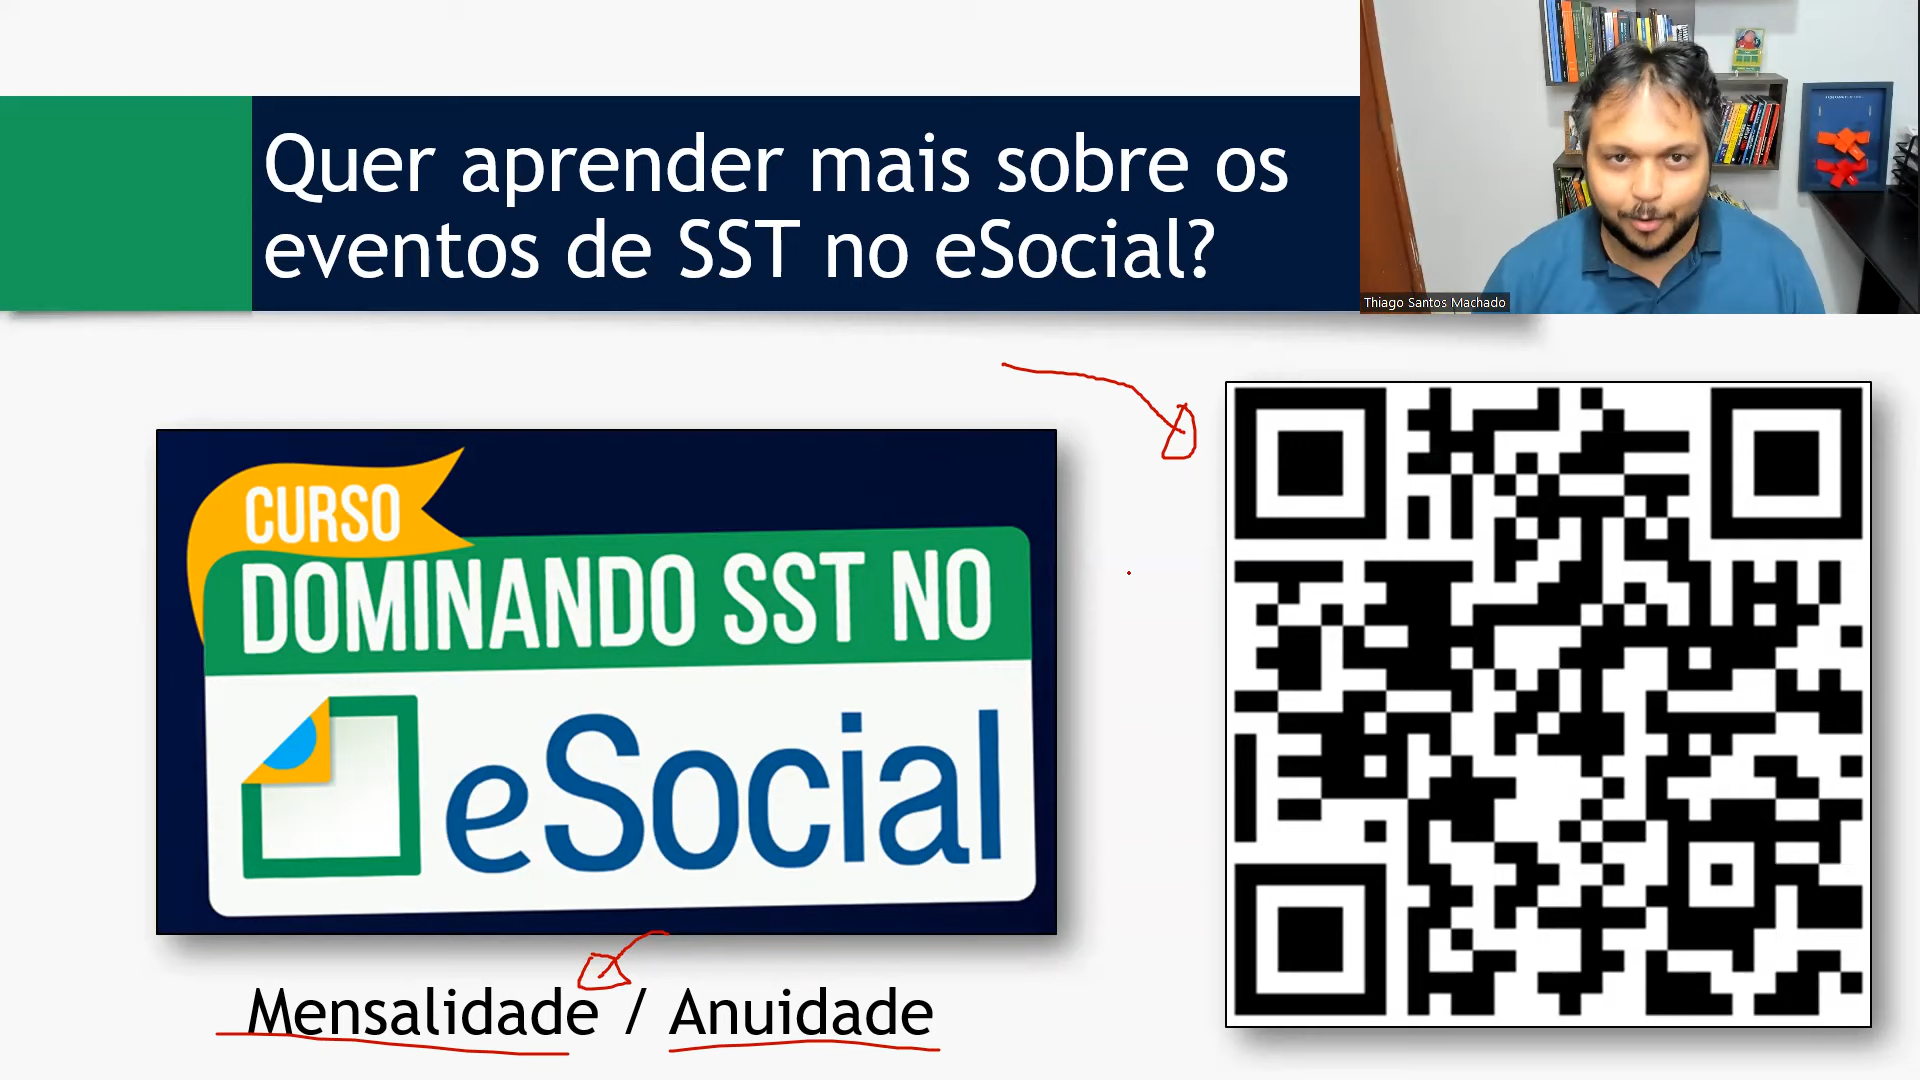 Quer aprender mais sobre os
eventos de SST no eSocial?
Thiago Santos Machado
CURSO
DOMINANDO SST NO
eSocial
Mensalidade / Anuidade